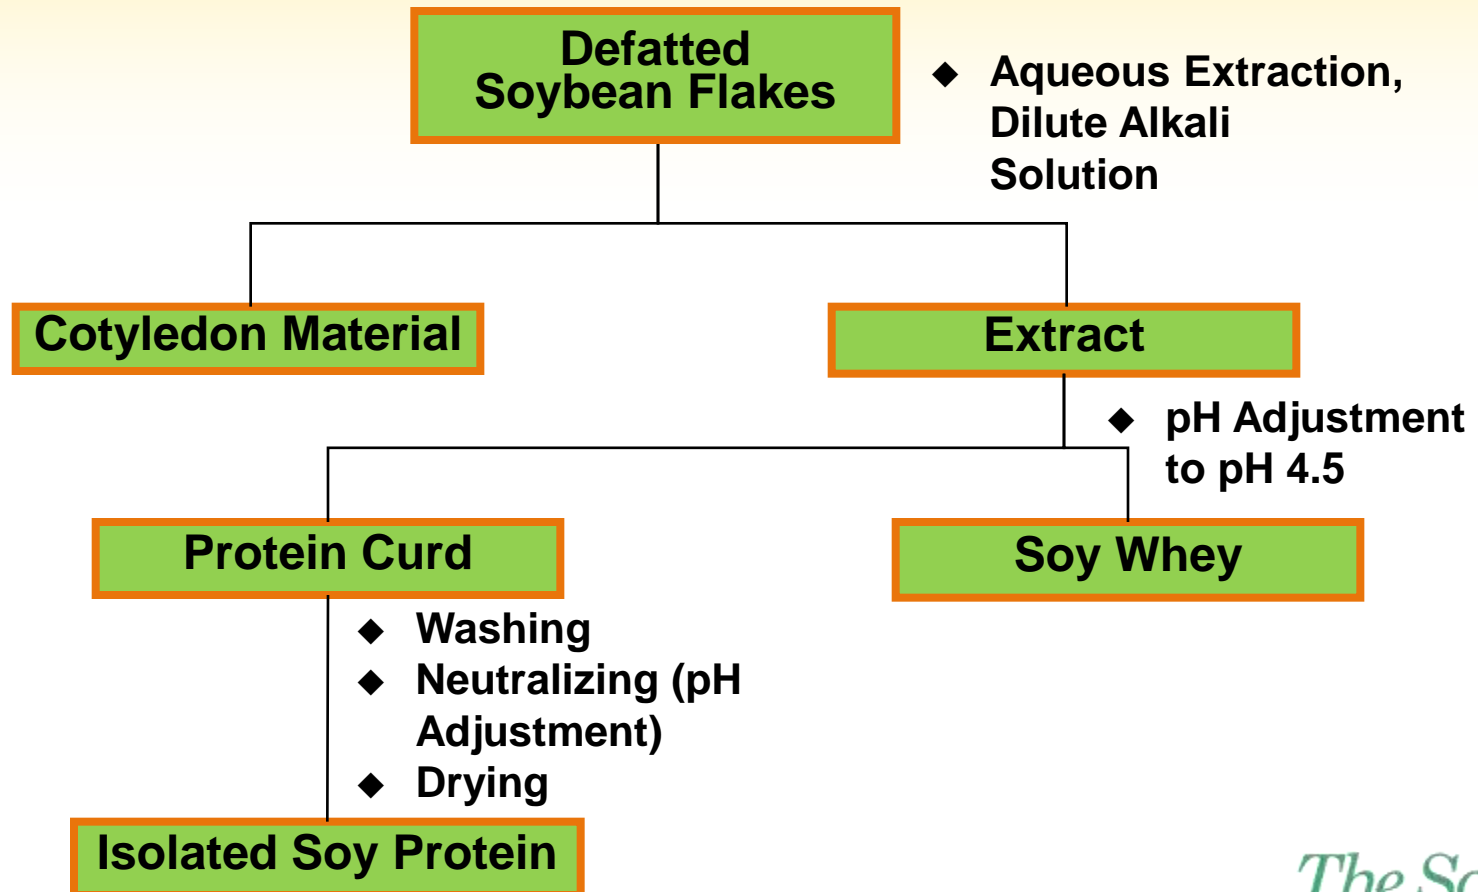 Defatted
Soybean Flakes
◆ Aqueous Extraction,
Dilute Alkali
Solution
Cotyledon Material
Extract
◆ pH Adjustment
to pH 4.5
Protein Curd
Soy Whey
◆ Washing
◆ Neutralizing (pH
Adjustment)
◆ Drying
Isolated Soy Protein
The